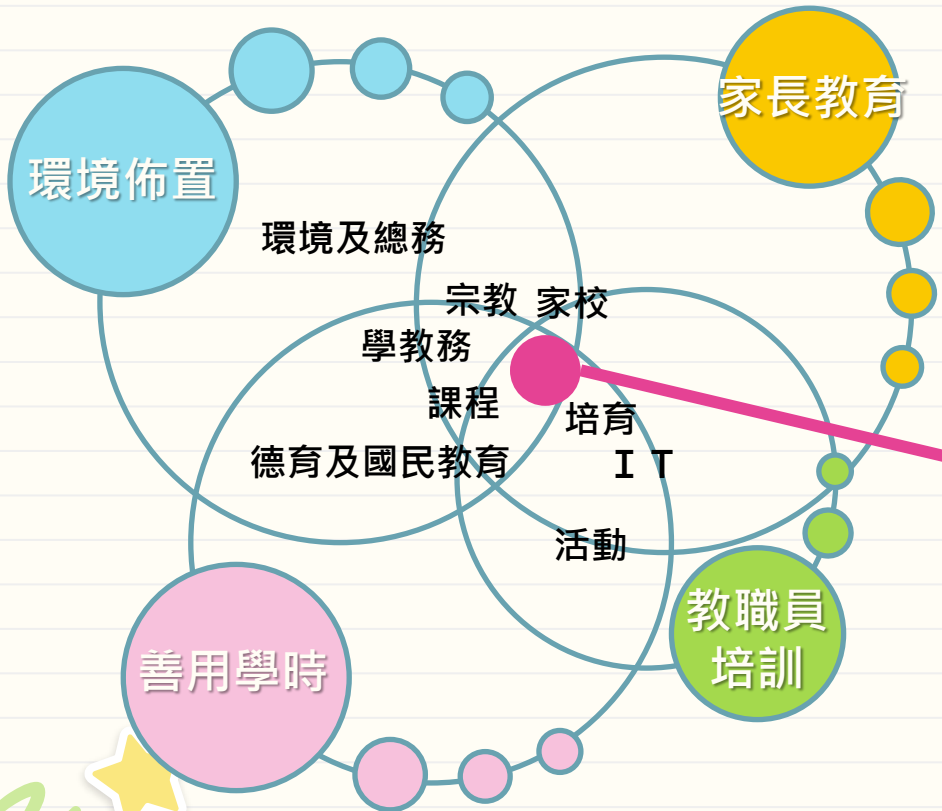 家長教育
環境佈置
環境及總務
宗教 家校
學教務
課程
培育
德育及國民教育
I T
活動
教職員
培訓
善用學時